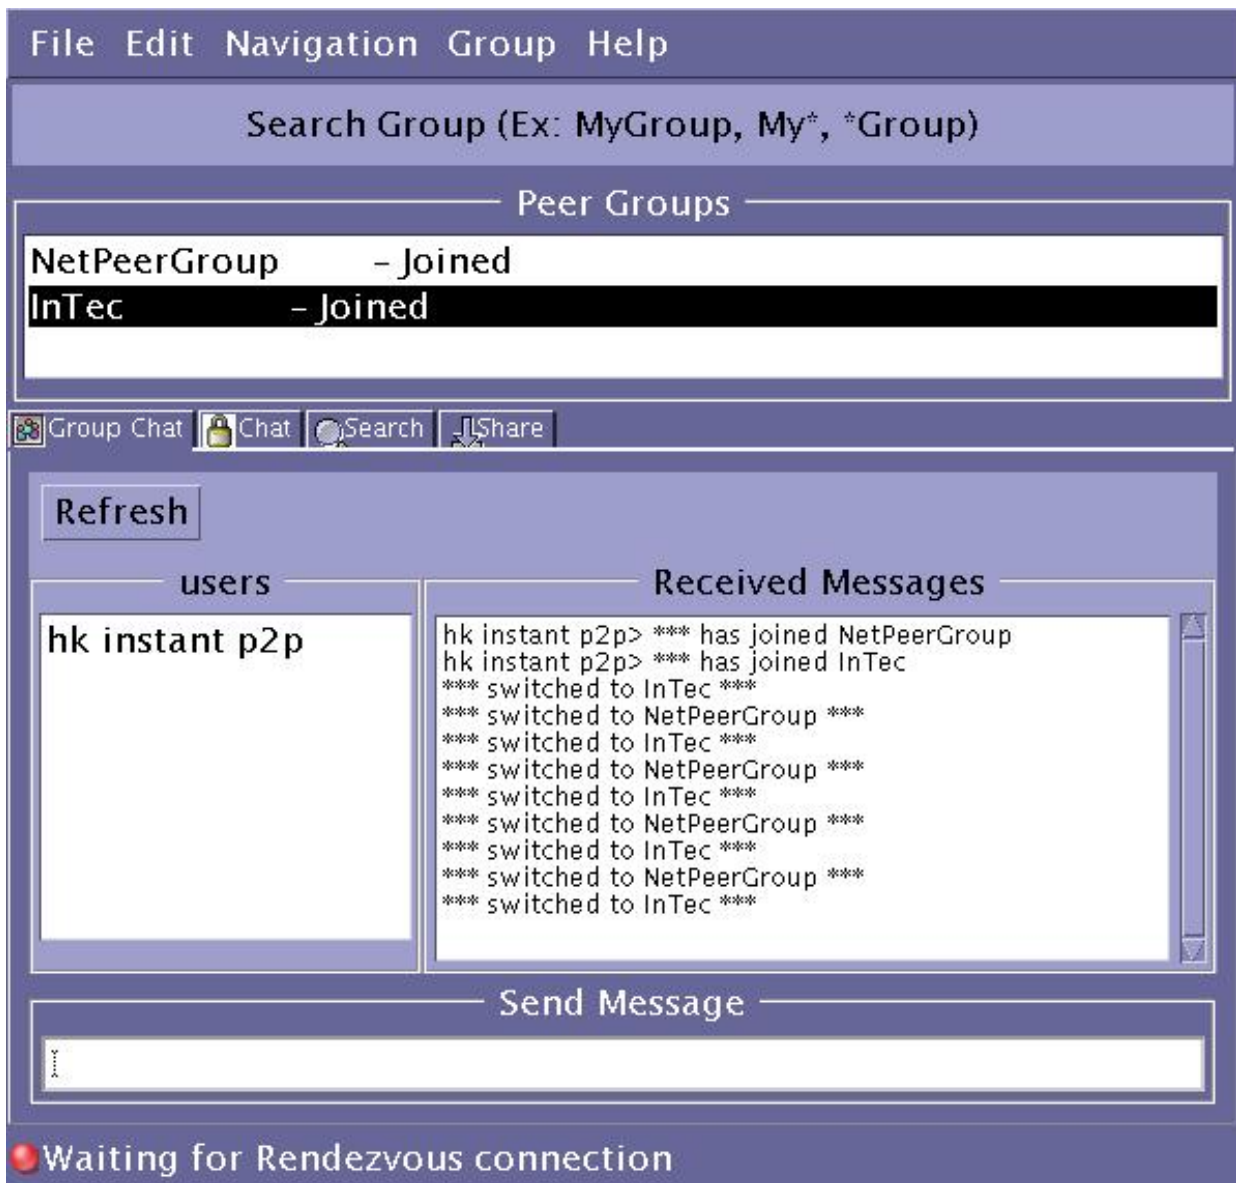 File Edit Navigation Group Help
Search Group (Ex: MyGroup, My*, *Group)
Peer Groups
NetPeerGroup – Joined
InTec – Joined
Group Chat Chat Search Share
Refresh
users
hk instant p2p
Received Messages
hk instant p2p> *** has joined NetPeerGroup
hk instant p2p> *** has joined InTec
*** switched to InTec ***
*** switched to NetPeerGroup ***
*** switched to InTec ***
*** switched to NetPeerGroup ***
*** switched to InTec ***
*** switched to NetPeerGroup ***
*** switched to InTec ***
*** switched to NetPeerGroup ***
*** switched to InTec ***
Send Message
Waiting for Rendezvous connection